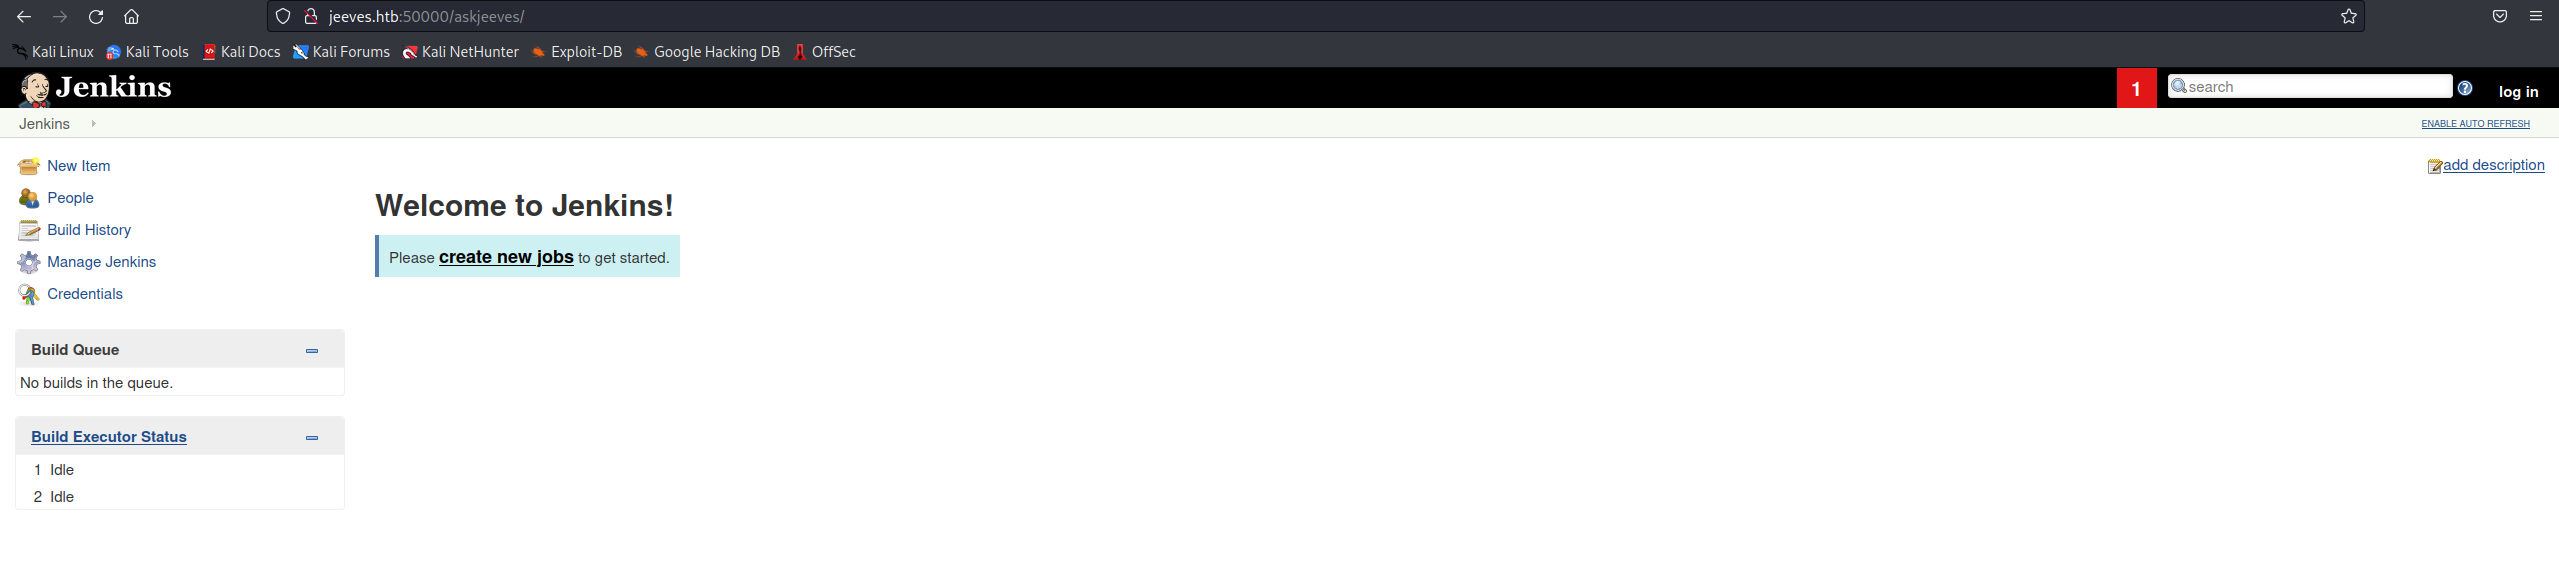 jeeves.htb:50000/askjeeves/
Kali Linux Kali Tools Kali Docs Kali Forums Kali NetHunter Exploit-DB Google Hacking DB OffSec
Jenkins 1 search log in
Jenkins ENABLE AUTO REFRESH
New Item
People
Build History
Manage Jenkins
Credentials
add description
Welcome to Jenkins!
Please create new jobs to get started.
Build Queue
No builds in the queue.
Build Executor Status
1 Idle
2 Idle